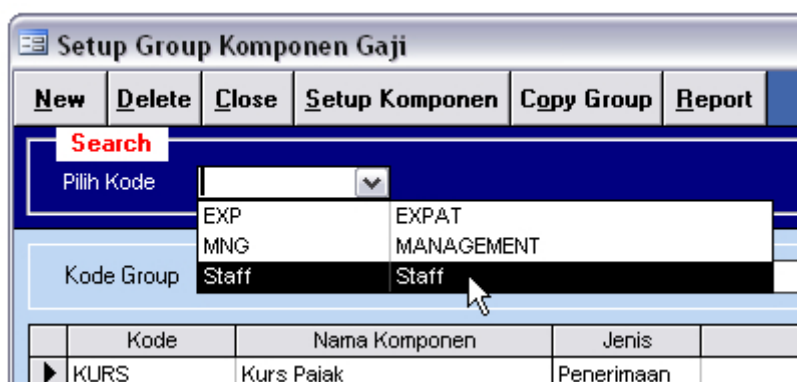 Setup Group Komponen Gaji
New Delete Close Setup Komponen Copy Group Report
Search
Pilih Kode
EXP EXPAT
MNG MANAGEMENT
Kode Group Staff Staff
Kode Nama Komponen Jenis
KURS Kurs Pajak Penerimaan